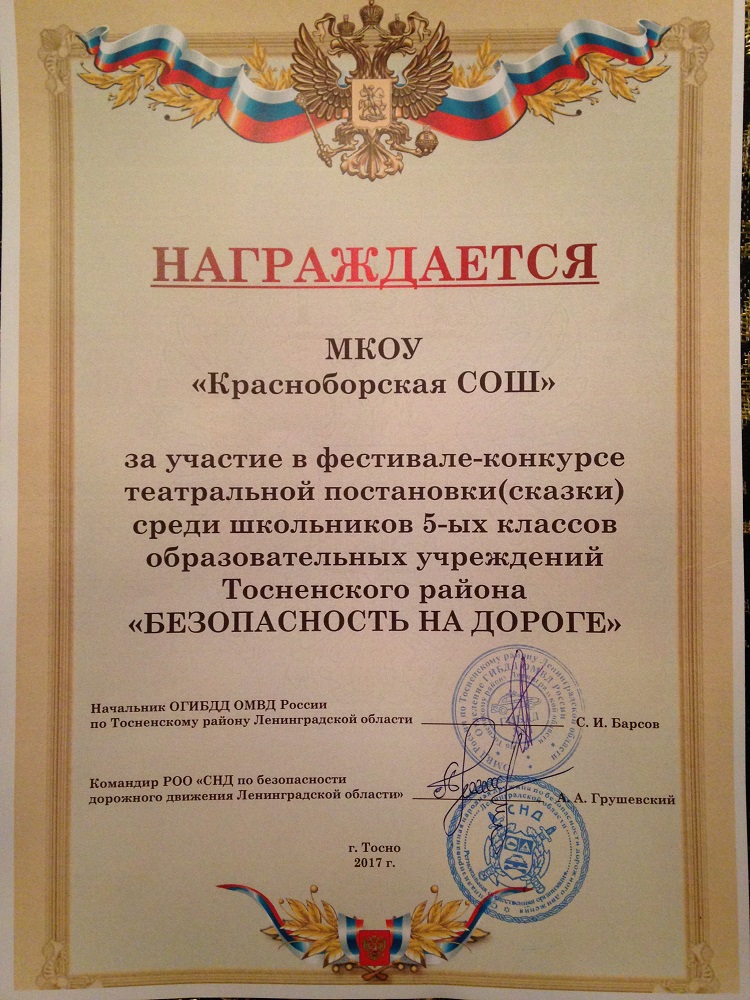 НАГРАЖДАЕТСЯ
МКОУ
«Красноборская СОШ»
за участие в фестивале-конкурсе
театральной постановки(сказки)
среди школьников 5-ых классов
образовательных учреждений
Тосненского района
«БЕЗОПАСНОСТЬ НА ДОРОГЕ»
Начальник ОГИБДД ОМВД России
по Тосненскому району Ленинградской области С. И. Барсов
Командир РОО «СНД по безопасности
дорожного движения Ленинградской области» А. А. Грушевский
СНД
г. Тосно
2017 г.